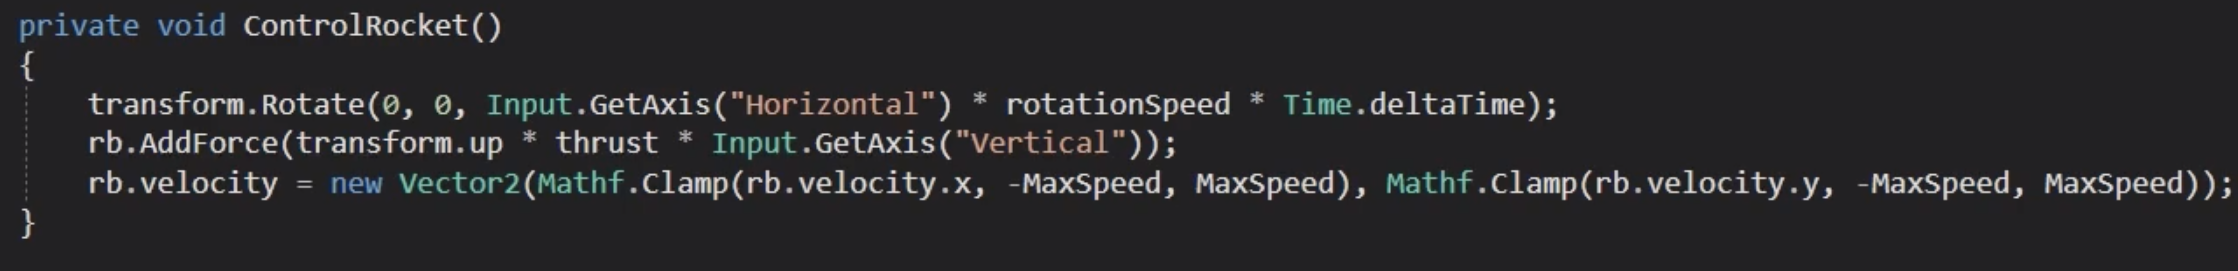 private void ControlRocket()
{
    transform.Rotate(0, 0, Input.GetAxis("Horizontal") * rotationSpeed * Time.deltaTime);
    rb.AddForce(transform.up * thrust * Input.GetAxis("Vertical"));
    rb.velocity = new Vector2(Mathf.Clamp(rb.velocity.x, -MaxSpeed, MaxSpeed), Mathf.Clamp(rb.velocity.y, -MaxSpeed, MaxSpeed));
}